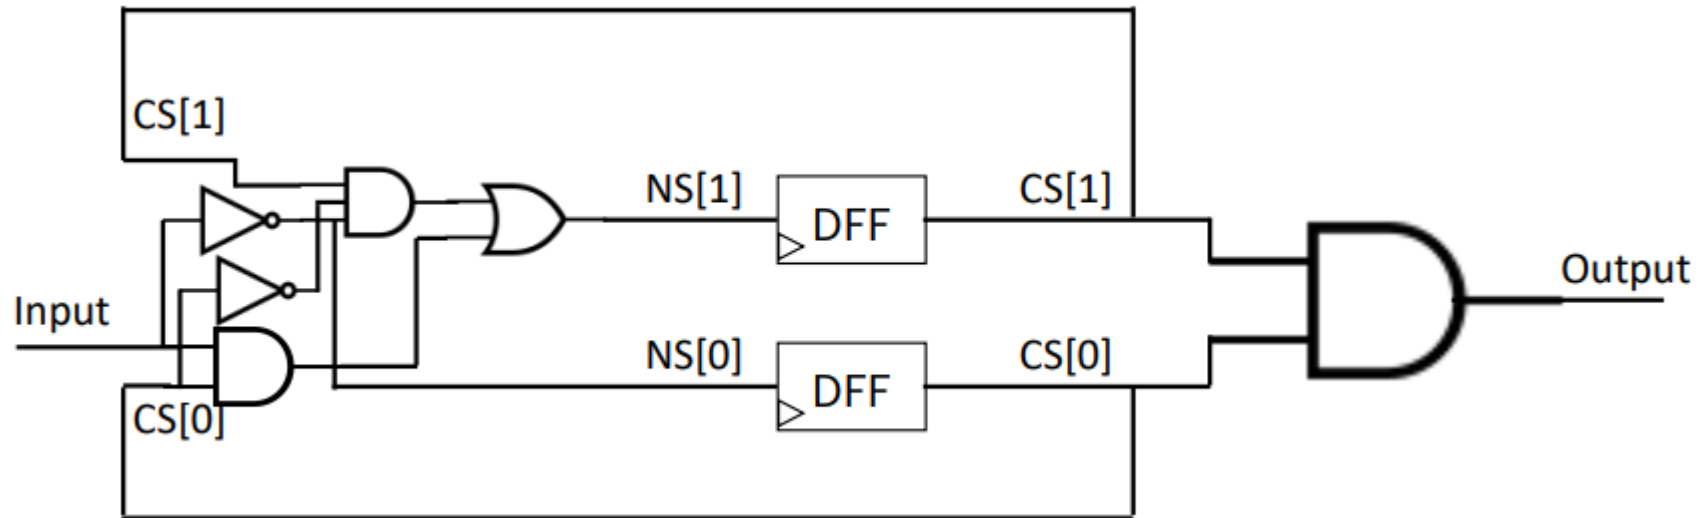 CS[1]
NS[1]
CS[1]
DFF
Output
Input
NS[0]
CS[0]
DFF
CS[0]